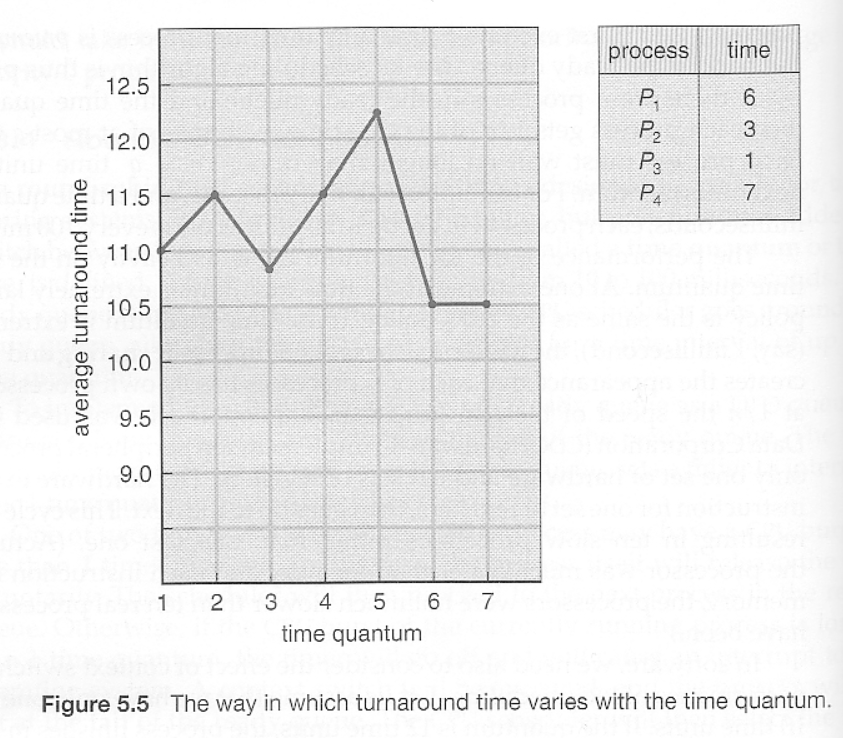 process time
P1 6
P2 3
P3 1
P4 7
12.5
12.0
11.5
11.0
10.5
10.0
9.5
9.0
average turnaround time
1 2 3 4 5 6 7
time quantum
Figure 5.5 The way in which turnaround time varies with the time quantum.